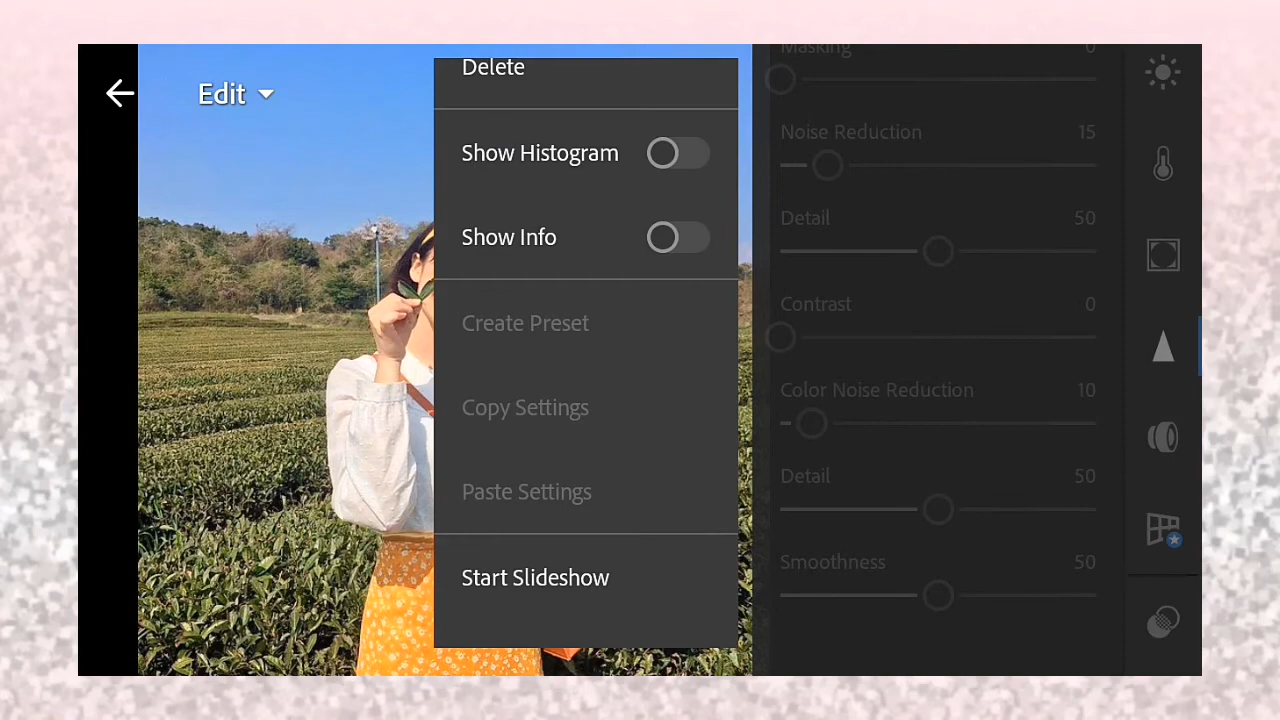 Edit
Delete
Show Histogram
Show Info
Create Preset
Copy Settings
Paste Settings
Start Slideshow
Masking 0
Noise Reduction 15
Detail 50
Contrast 0
Color Noise Reduction 10
Detail 50
Smoothness 50